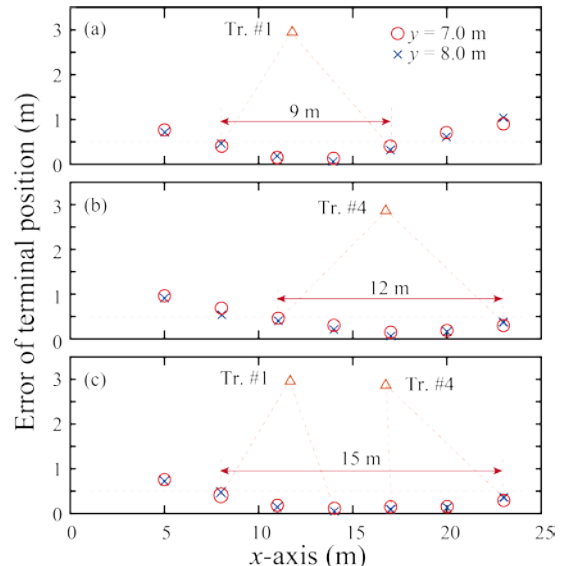 (a)
Tr. #1
y = 7.0 m
y = 8.0 m
9 m
3
2
1
0
(b)
Tr. #4
12 m
3
2
1
0
(c)
Tr. #1
Tr. #4
15 m
3
2
1
0
0 5 10 15 20 25
x-axis (m)
Error of terminal position (m)